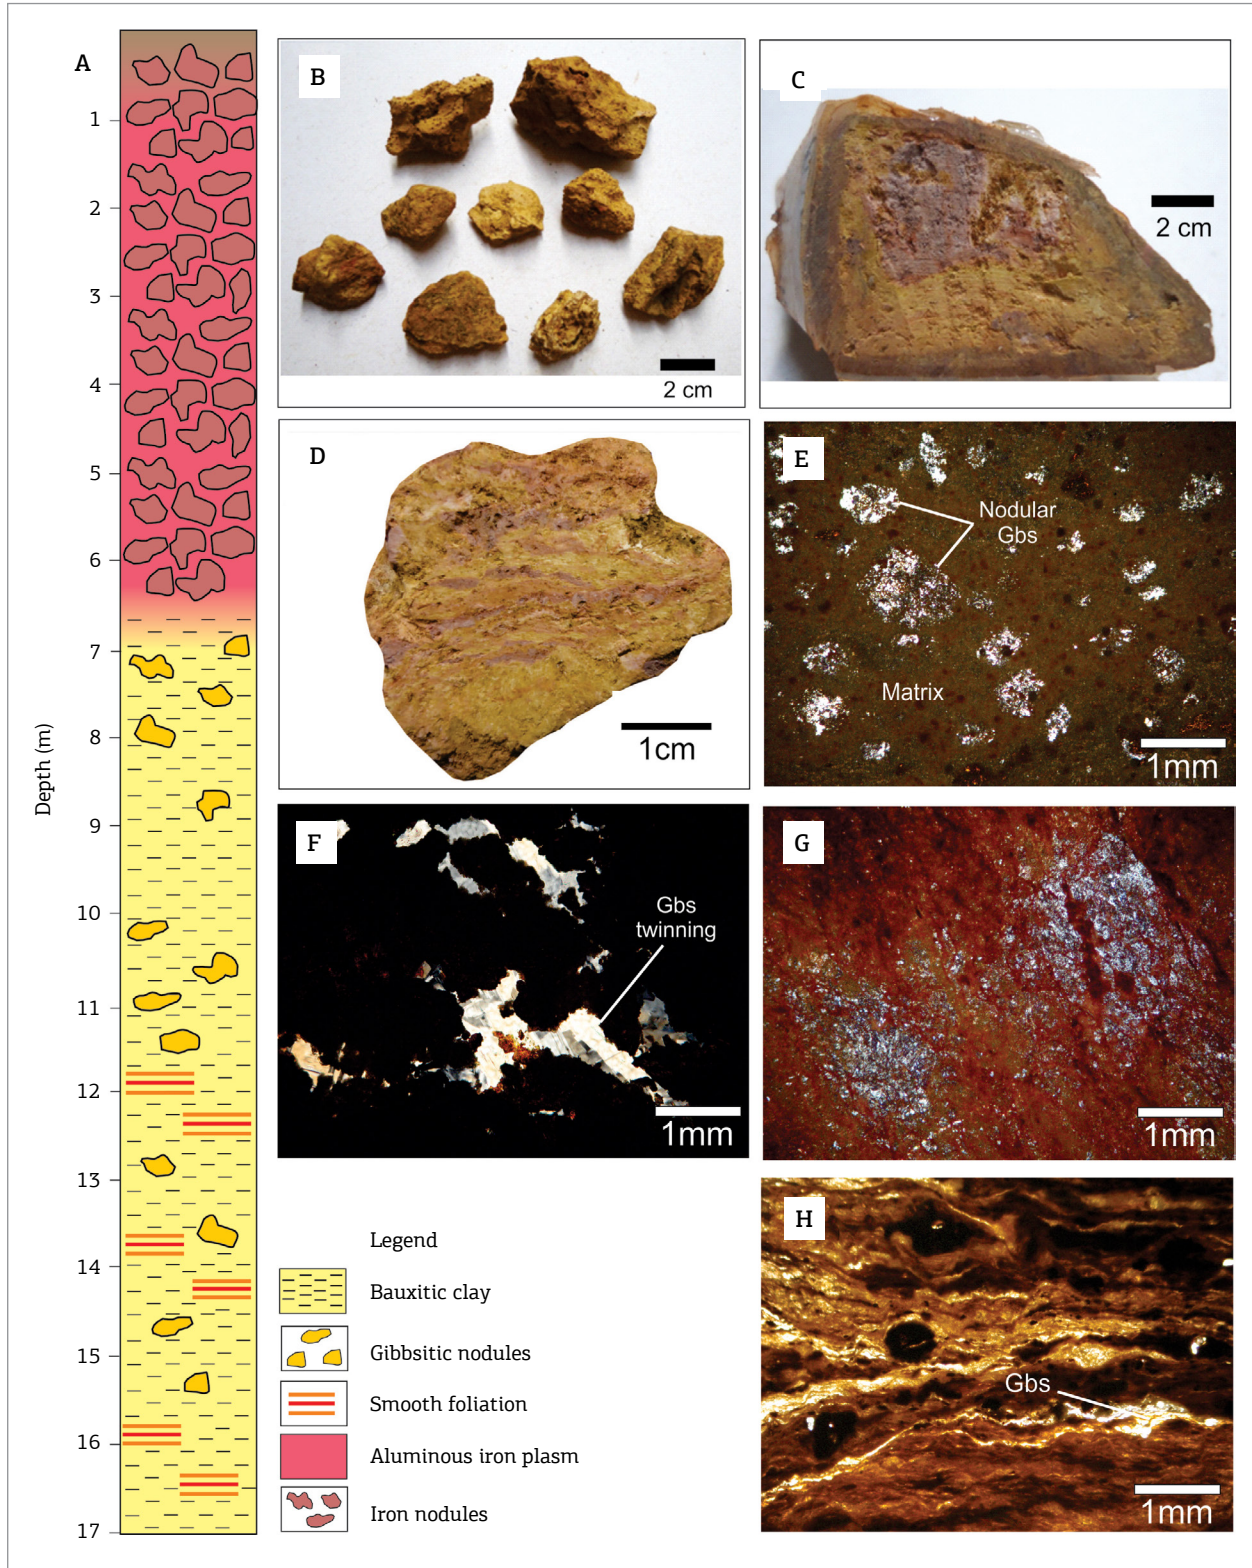 A
1
2
3
4
5
6
7
8
9
10
11
12
13
14
15
16
17
Depth (m)
B
2 cm
C
2 cm
D
1cm
E
Nodular
Gbs
Matrix
1mm
F
Gbs
twinning
1mm
G
1mm
H
Gbs
1mm
Legend
Bauxitic clay
Gibbsitic nodules
Smooth foliation
Aluminous iron plasm
Iron nodules